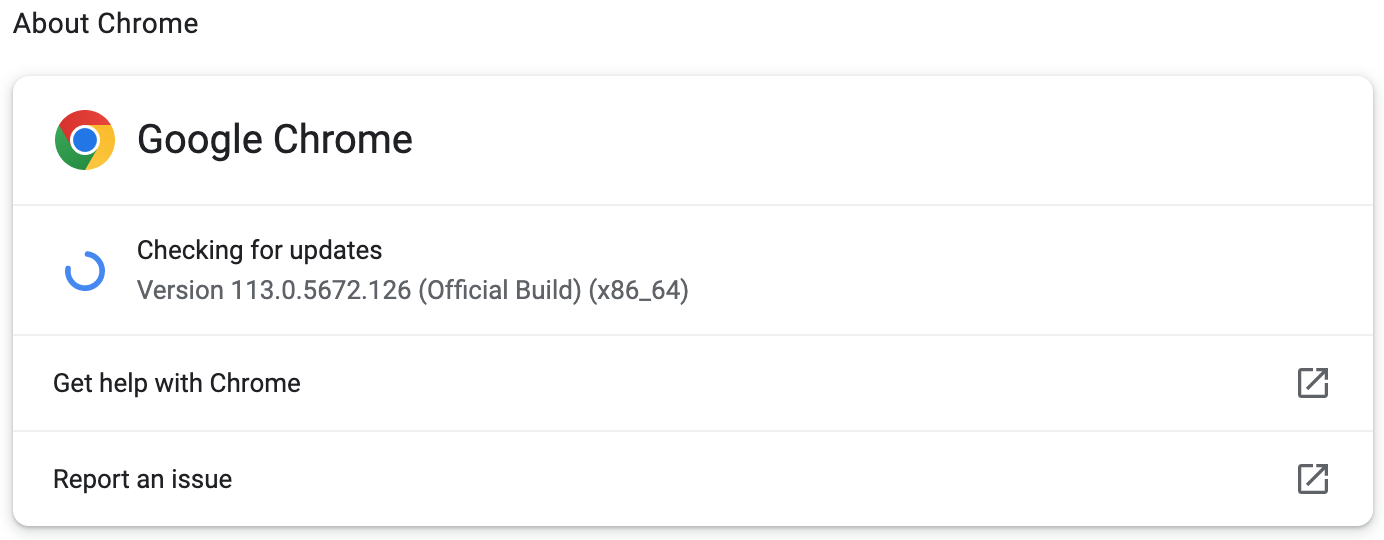 About Chrome
Google Chrome
Checking for updates
Version 113.0.5672.126 (Official Build) (x86_64)
Get help with Chrome
Report an issue